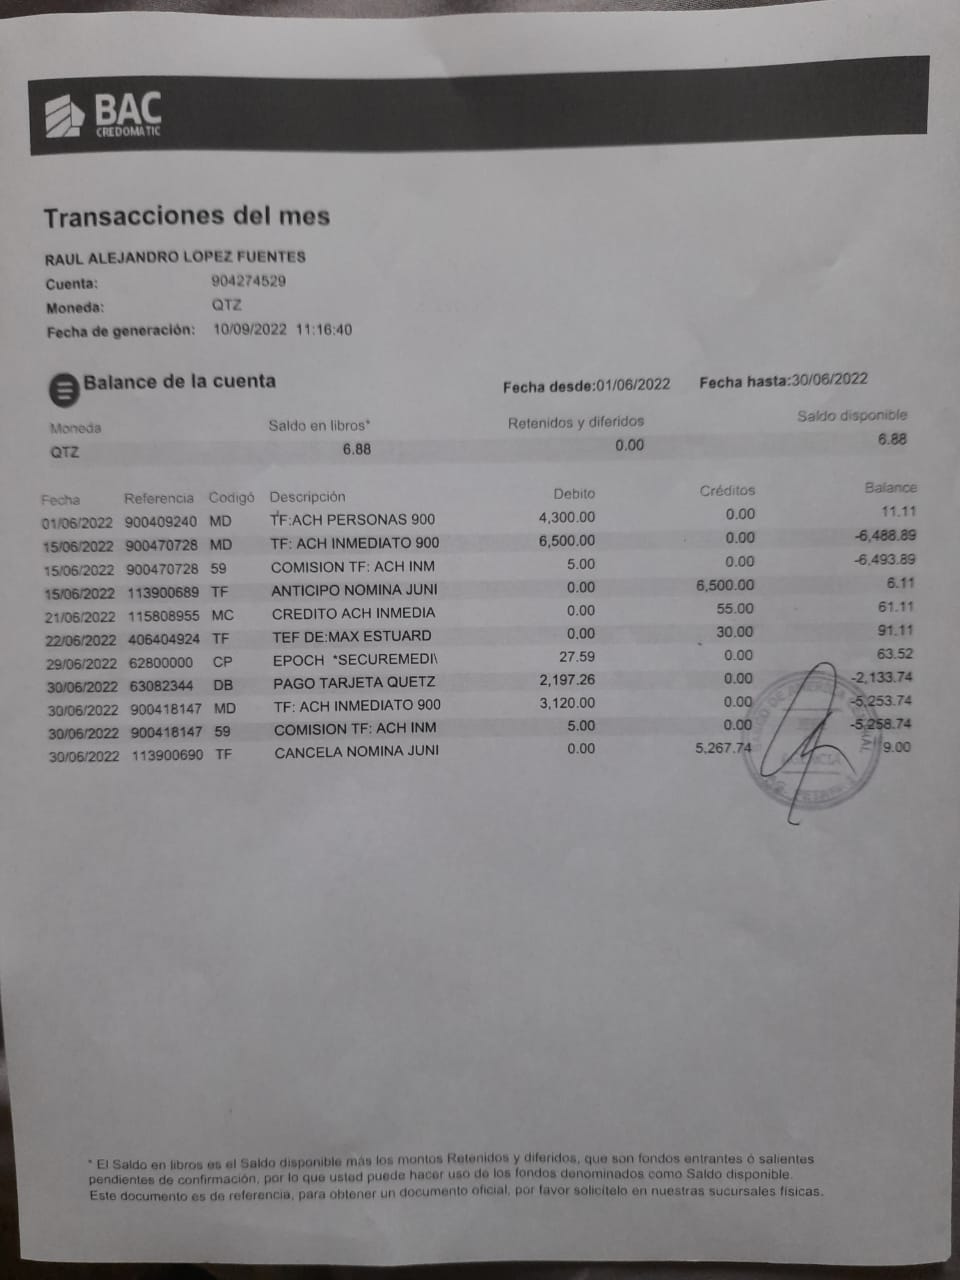 BAC
CREDOMATIC
Transacciones del mes
RAUL ALEJANDRO LOPEZ FUENTES
Cuenta: 904274529
Moneda: QTZ
Fecha de generación: 10/09/2022 11:16:40
Balance de la cuenta Fecha desde:01/06/2022 Fecha hasta:30/06/2022
Moneda Saldo en libros* Retenidos y diferidos Saldo disponible
QTZ 6.88 0.00 6.88
Fecha Referencia Codigó Descripción Debito Créditos Balance
01/06/2022 900409240 MD TF:ACH PERSONAS 900 4,300.00 0.00 11.11
15/06/2022 900470728 MD TF: ACH INMEDIATO 900 6,500.00 0.00 -6,488.89
15/06/2022 900470728 59 COMISION TF: ACH INM 5.00 0.00 -6,493.89
15/06/2022 113900689 TF ANTICIPO NOMINA JUNI 0.00 6,500.00 6.11
21/06/2022 115808955 MC CREDITO ACH INMEDIA 0.00 55.00 61.11
22/06/2022 406404924 TF TEF DE:MAX ESTUARD 0.00 30.00 91.11
29/06/2022 62800000 CP EPOCH *SECUREMEDI\ 27.59 0.00 63.52
30/06/2022 63082344 DB PAGO TARJETA QUETZ 2,197.26 0.00 -2,133.74
30/06/2022 900418147 MD TF: ACH INMEDIATO 900 3,120.00 0.00 -5,253.74
30/06/2022 900418147 59 COMISION TF: ACH INM 5.00 0.00 -5,258.74
30/06/2022 113900690 TF CANCELA NOMINA JUNI 0.00 5,267.74 9.00
* El Saldo en libros es el Saldo disponible más los montos Retenidos y diferidos, que son fondos entrantes ó salientes
pendientes de confirmación, por lo que usted puede hacer uso de los fondos denominados como Saldo disponible.
Este documento es de referencia, para obtener un documento oficial, por favor solicítelo en nuestras sucursales físicas.